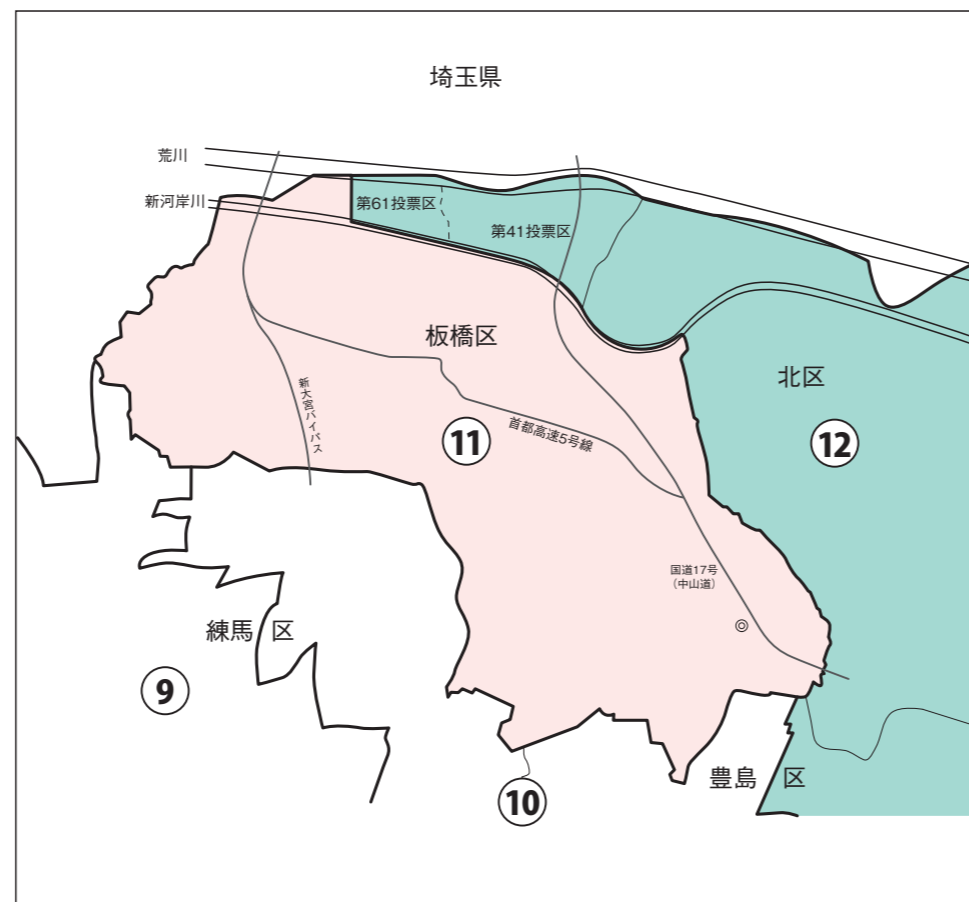 埼玉県
荒川
新河岸川
第61投票区
第41投票区
板橋区
北区
新大宮バイパス
首都高速5号線
11
12
国道17号
（中山道）
練馬 区
9
豊島 区
10